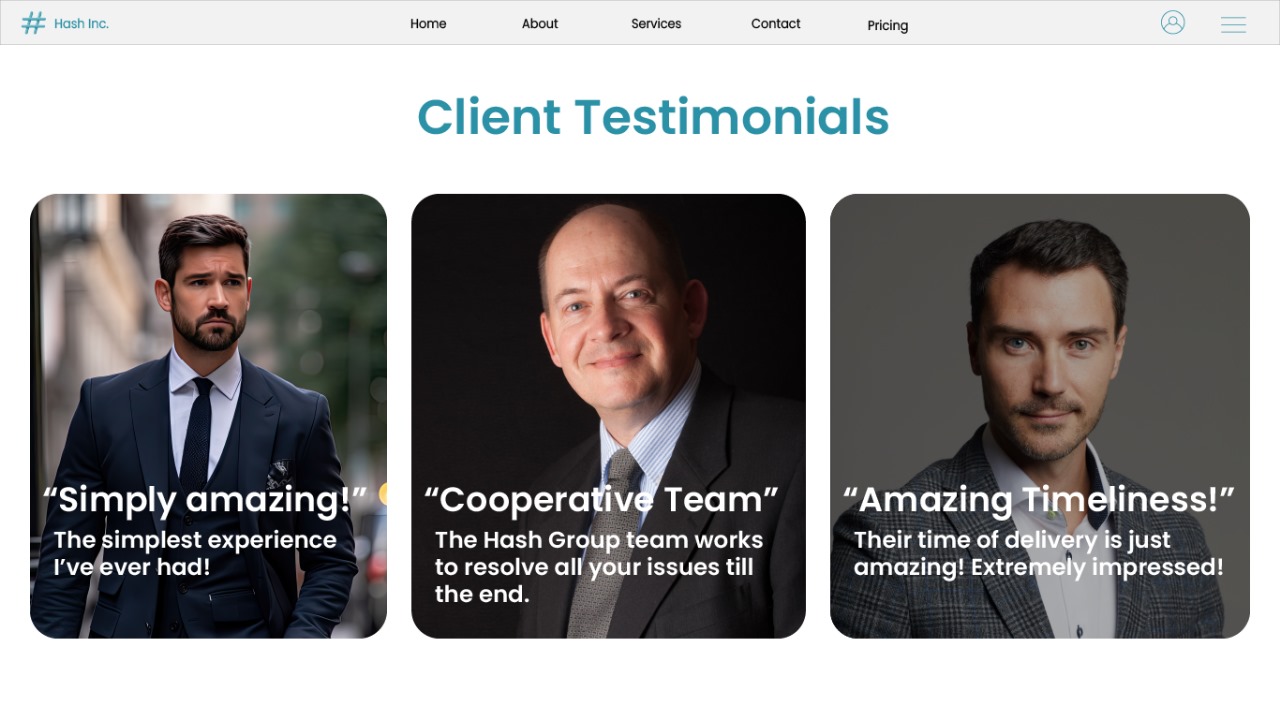 Hash Inc.
Home
About
Services
Contact
Pricing
Client Testimonials
“Simply amazing!”
The simplest experience
I’ve ever had!
“Cooperative Team”
The Hash Group team works
to resolve all your issues till
the end.
“Amazing Timeliness!”
Their time of delivery is just
amazing! Extremely impressed!